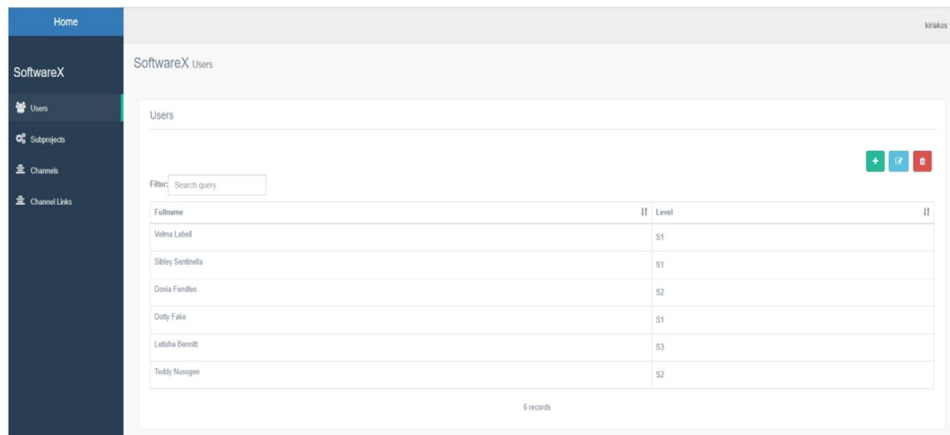 Home
kiriakos
SoftwareX
SoftwareX Users
Users
Subprojects
Channels
Channel Links
Users
Filter: Search query
Fullname Level
Velma Labell S1
Sibley Sentinella S1
Donia Fendlen S2
Dotty Fake S1
Letisha Bennitt S3
Teddy Nussgen S2
6 records